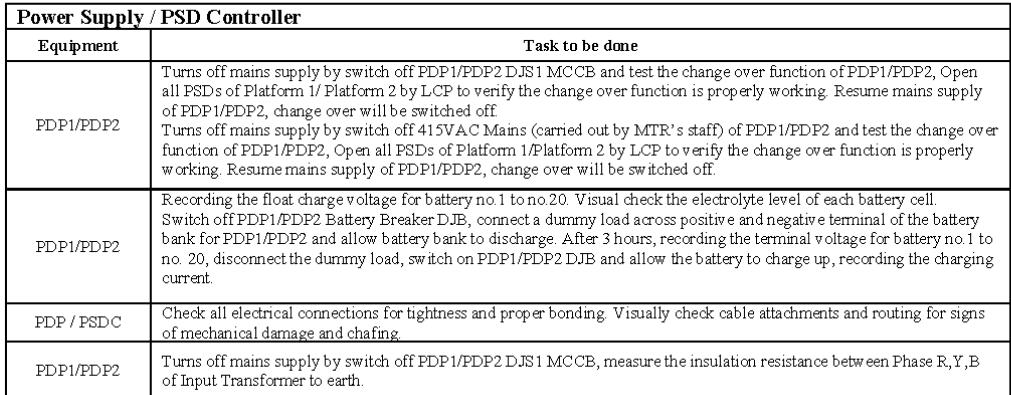 Power Supply / PSD Controller
Equipment
Task to be done
PDP1/PDP2
Turns off mains supply by switch off PDP1/PDP2 DJS1 MCCB and test the change over function of PDP1/PDP2, Open
all PSDs of Platform 1/ Platform 2 by LCP to verify the change over function is properly working. Resume mains supply
of PDP1/PDP2, change over will be switched off.
Turns off mains supply by switch off 415VAC Mains (carried out by MTR's staff) of PDP1/PDP2 and test the change over
function of PDP1/PDP2, Open all PSDs of Platform 1/Platform 2 by LCP to verify the change over function is properly
working. Resume mains supply of PDP1/PDP2, change over will be switched off.
PDP1/PDP2
Recording the float charge voltage for battery no.1 to no.20. Visual check the electrolyte level of each battery cell.
Switch off PDP1/PDP2 Battery Breaker DJB, connect a dummy load across positive and negative terminal of the battery
bank for PDP1/PDP2 and allow battery bank to discharge. After 3 hours, recording the terminal voltage for battery no.1 to
no. 20, disconnect the dummy load, switch on PDP1/PDP2 DJB and allow the battery to charge up, recording the charging
current.
PDP / PSDC
Check all electrical connections for tightness and proper bonding. Visually check cable attachments and routing for signs
of mechanical damage and chafing.
PDP1/PDP2
Turns off mains supply by switch off PDP1/PDP2 DJS1 MCCB, measure the insulation resistance between Phase R,Y,B
of Input Transformer to earth.